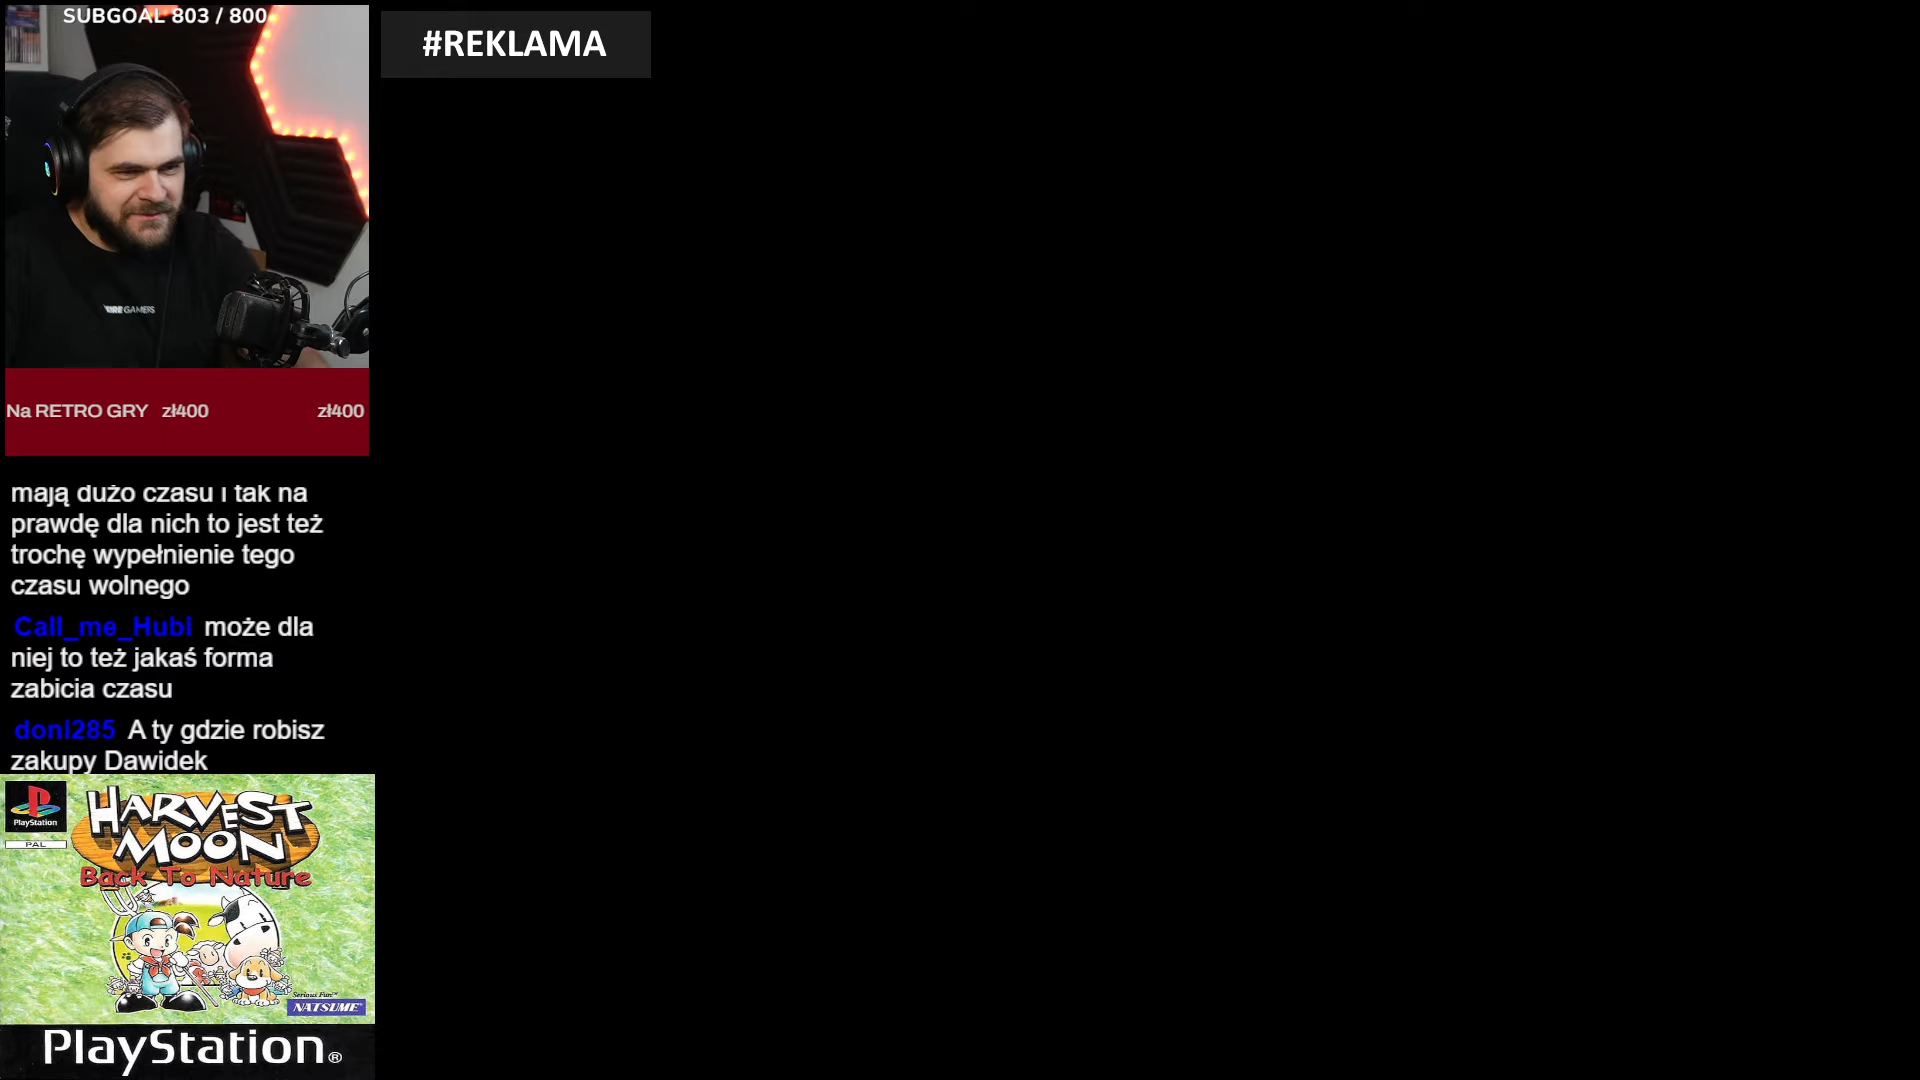 SUBGOAL 803 / 800
#REKLAMA
GAMERS
Na RETRO GRY zł400 zł400
mają dużo czasu i tak na
prawdę dla nich to jest też
trochę wypełnienie tego
czasu wolnego
Call_me_Hubi może dla
niej to też jakaś forma
zabicia czasu
doni285 A ty gdzie robisz
zakupy Dawidek
PlayStation
PAL
HARVEST
MOON
Back To Nature
Serious Fun™
NATSUME®
PlayStation®